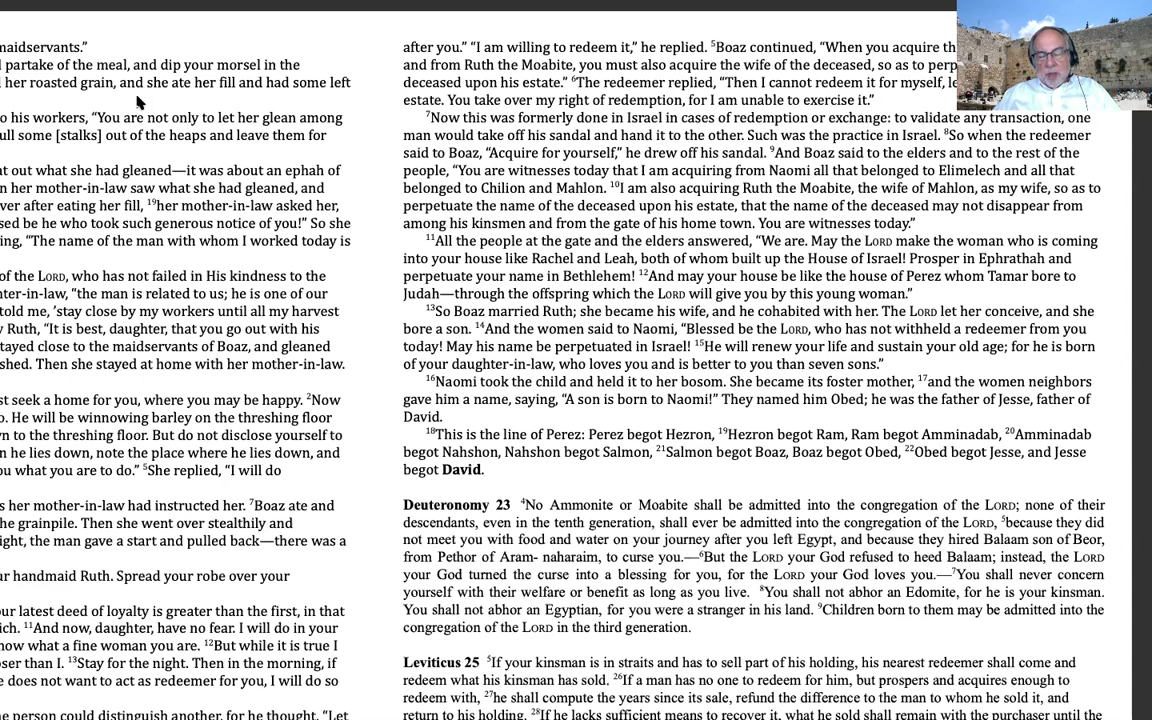 maidservants.”
partake of the meal, and dip your morsel in the
her roasted grain, and she ate her fill and had some left
o his workers, “You are not only to let her glean among
ull some [stalks] out of the heaps and leave them for
t out what she had gleaned—it was about an ephah of
n her mother-in-law saw what she had gleaned, and
ver after eating her fill, ¹⁹her mother-in-law asked her,
sed be he who took such generous notice of you!” So she
ing, “The name of the man with whom I worked today is
of the LORD, who has not failed in His kindness to the
ter-in-law, “the man is related to us; he is one of our
told me, ’stay close by my workers until all my harvest
Ruth, “It is best, daughter, that you go out with his
tayed close to the maidservants of Boaz, and gleaned
shed. Then she stayed at home with her mother-in-law.
st seek a home for you, where you may be happy. ²Now
o. He will be winnowing barley on the threshing floor
n to the threshing floor. But do not disclose yourself to
n he lies down, note the place where he lies down, and
ou what you are to do.” ⁵She replied, “I will do
s her mother-in-law had instructed her. ⁷Boaz ate and
he grainpile. Then she went over stealthily and
ight, the man gave a start and pulled back—there was a
ur handmaid Ruth. Spread your robe over your
our latest deed of loyalty is greater than the first, in that
ich. ¹¹And now, daughter, have no fear. I will do in your
now what a fine woman you are. ¹²But while it is true I
oser than I. ¹³Stay for the night. Then in the morning, if
e does not want to act as redeemer for you, I will do so
e person could distinguish another, for he thought, “Let
after you.” “I am willing to redeem it,” he replied. ⁵Boaz continued, “When you acquire th
and from Ruth the Moabite, you must also acquire the wife of the deceased, so as to perp
deceased upon his estate.” ⁶The redeemer replied, “Then I cannot redeem it for myself, le
estate. You take over my right of redemption, for I am unable to exercise it.”
⁷Now this was formerly done in Israel in cases of redemption or exchange: to validate any transaction, one
man would take off his sandal and hand it to the other. Such was the practice in Israel. ⁸So when the redeemer
said to Boaz, “Acquire for yourself,” he drew off his sandal. ⁹And Boaz said to the elders and to the rest of the
people, “You are witnesses today that I am acquiring from Naomi all that belonged to Elimelech and all that
belonged to Chilion and Mahlon. ¹⁰I am also acquiring Ruth the Moabite, the wife of Mahlon, as my wife, so as to
perpetuate the name of the deceased upon his estate, that the name of the deceased may not disappear from
among his kinsmen and from the gate of his home town. You are witnesses today.”
¹¹All the people at the gate and the elders answered, “We are. May the LORD make the woman who is coming
into your house like Rachel and Leah, both of whom built up the House of Israel! Prosper in Ephrathah and
perpetuate your name in Bethlehem! ¹²And may your house be like the house of Perez whom Tamar bore to
Judah—through the offspring which the LORD will give you by this young woman.”
¹³So Boaz married Ruth; she became his wife, and he cohabited with her. The LORD let her conceive, and she
bore a son. ¹⁴And the women said to Naomi, “Blessed be the LORD, who has not withheld a redeemer from you
today! May his name be perpetuated in Israel! ¹⁵He will renew your life and sustain your old age; for he is born
of your daughter-in-law, who loves you and is better to you than seven sons.”
¹⁶Naomi took the child and held it to her bosom. She became its foster mother, ¹⁷and the women neighbors
gave him a name, saying, “A son is born to Naomi!” They named him Obed; he was the father of Jesse, father of
David.
¹⁸This is the line of Perez: Perez begot Hezron, ¹⁹Hezron begot Ram, Ram begot Amminadab, ²⁰Amminadab
begot Nahshon, Nahshon begot Salmon, ²¹Salmon begot Boaz, Boaz begot Obed, ²²Obed begot Jesse, and Jesse
begot David.
Deuteronomy 23 ⁴No Ammonite or Moabite shall be admitted into the congregation of the LORD; none of their
descendants, even in the tenth generation, shall ever be admitted into the congregation of the LORD, ⁵because they did
not meet you with food and water on your journey after you left Egypt, and because they hired Balaam son of Beor,
from Pethor of Aram- naharaim, to curse you.—⁶But the LORD your God refused to heed Balaam; instead, the LORD
your God turned the curse into a blessing for you, for the LORD your God loves you.—⁷You shall never concern
yourself with their welfare or benefit as long as you live. ⁸You shall not abhor an Edomite, for he is your kinsman.
You shall not abhor an Egyptian, for you were a stranger in his land. ⁹Children born to them may be admitted into the
congregation of the LORD in the third generation.
Leviticus 25 ⁵If your kinsman is in straits and has to sell part of his holding, his nearest redeemer shall come and
redeem what his kinsman has sold. ²⁶If a man has no one to redeem for him, but prospers and acquires enough to
redeem with, ²⁷he shall compute the years since its sale, refund the difference to the man to whom he sold it, and
return to his holding. ²⁸If he lacks sufficient means to recover it, what he sold shall remain with the purchaser until the